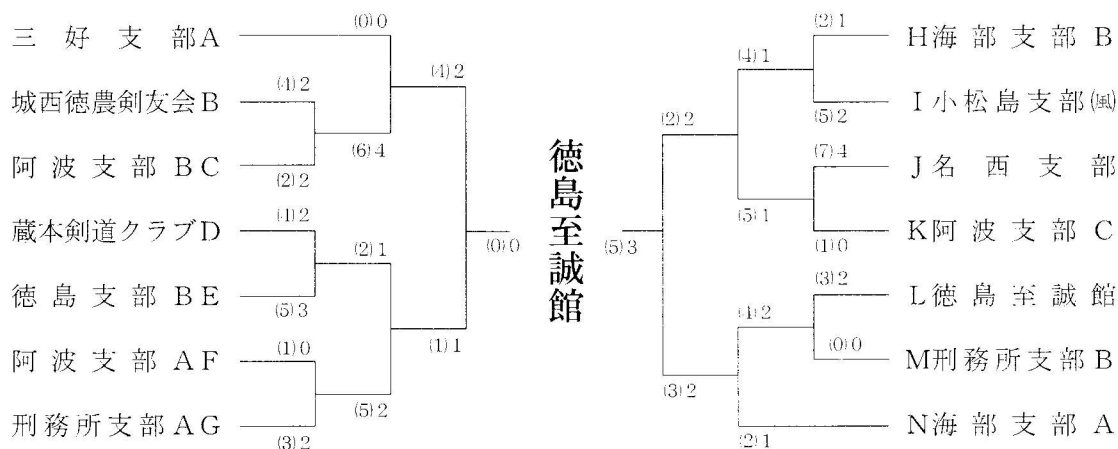 三好支部A
(0)0
城西徳農剣友会B
(4)2
(4)2
(6)4
阿波支部BC
(2)2
蔵本剣道クラブD
(1)2
(2)1
徳島支部BE
(5)3
阿波支部AF
(1)0
(1)1
(5)2
刑務所支部AG
(3)2
(0)0
徳島至誠館
(5)3
(2)1
H海部支部B
(4)1
I小松島支部(風)
(5)2
(2)2
(7)4
J名西支部
(5)1
K阿波支部C
(1)0
(3)2
L徳島至誠館
(4)2
M刑務所支部B
(0)0
(3)2
N海部支部A
(2)1